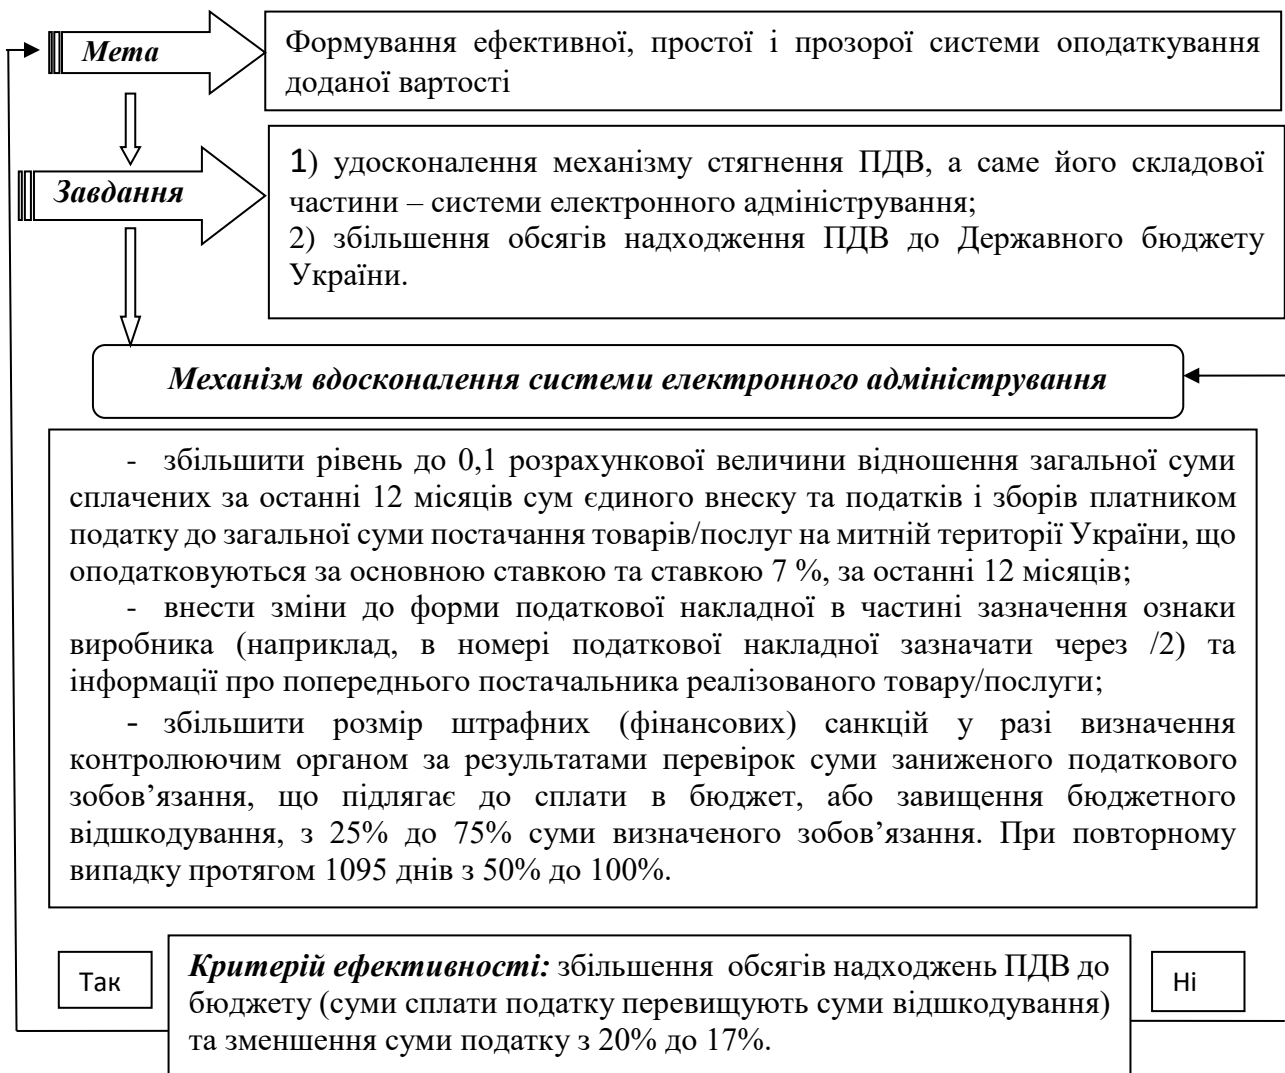 Мета
Формування ефективної, простої і прозорої системи оподаткування
доданої вартості
Завдання
1) удосконалення механізму стягнення ПДВ, а саме його складової
частини – системи електронного адміністрування;
2) збільшення обсягів надходження ПДВ до Державного бюджету
України.
Механізм вдосконалення системи електронного адміністрування
- збільшити рівень до 0,1 розрахункової величини відношення загальної суми
сплачених за останні 12 місяців сум єдиного внеску та податків і зборів платником
податку до загальної суми постачання товарів/послуг на митній території України, що
оподатковуються за основною ставкою та ставкою 7 %, за останні 12 місяців;
- внести зміни до форми податкової накладної в частині зазначення ознаки
виробника (наприклад, в номері податкової накладної зазначати через /2) та
інформації про попереднього постачальника реалізованого товару/послуги;
- збільшити розмір штрафних (фінансових) санкцій у разі визначення
контролюючим органом за результатами перевірок суми заниженого податкового
зобов’язання, що підлягає до сплати в бюджет, або завищення бюджетного
відшкодування, з 25% до 75% суми визначеного зобов’язання. При повторному
випадку протягом 1095 днів з 50% до 100%.
Так
Критерій ефективності: збільшення обсягів надходжень ПДВ до
бюджету (суми сплати податку перевищують суми відшкодування)
та зменшення суми податку з 20% до 17%.
Ні